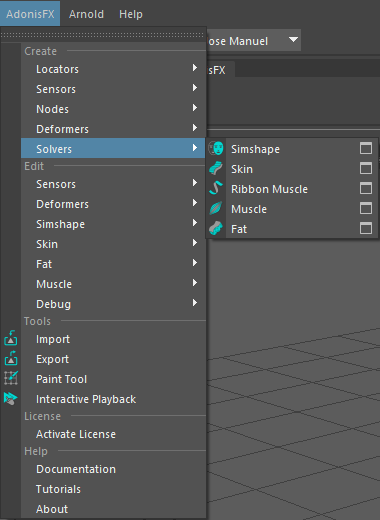 AdonisFX Arnold Help
ose Manuel
sFX
Create
Locators
Sensors
Nodes
Deformers
Solvers
Simshape
Skin
Ribbon Muscle
Muscle
Fat
Edit
Sensors
Deformers
Simshape
Skin
Fat
Muscle
Debug
Tools
Import
Export
Paint Tool
Interactive Playback
License
Activate License
Help
Documentation
Tutorials
About